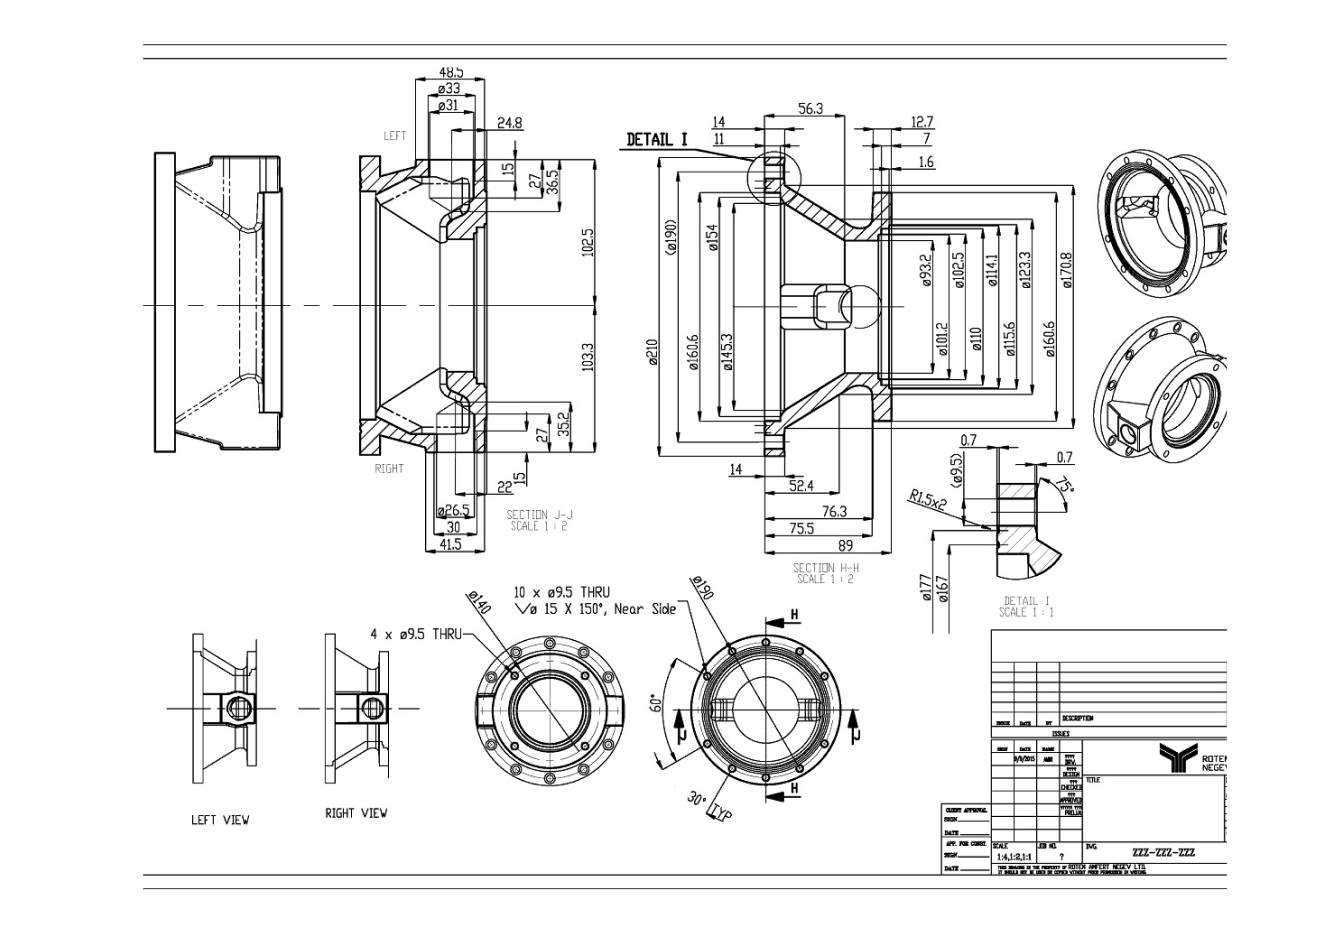 48.5
ø33
ø31
24.8
LEFT
15
27
36.5
102.5
103.3
35.2
27
15
22
RIGHT
ø26.5
30
41.5
SECTION J-J
SCALE 1 : 2
DETAIL I
56.3
14
11
12.7
7
1.6
ø210
(ø190)
ø160.6
ø154
ø145.3
ø93.2
ø101.2
ø102.5
ø110
ø114.1
ø115.6
ø123.3
ø160.6
ø170.8
14
52.4
76.3
75.5
89
SECTION H-H
SCALE 1 : 2
0.7
0.7
(ø9.5)
75°
R1.5x2
ø177
ø167
DETAIL I
SCALE 1 : 1
LEFT VIEW
RIGHT VIEW
ø140
10 x ø9.5 THRU
ø 15 X 150°, Near Side
4 x ø9.5 THRU
ø190
H
60°
J
J
30° TYP
H
ISSUE DATE BY DESCRIPTION
ISSUES
SIGN DATE NAME
9/9/2015
DRV.
DESIGN
CHECKED
APPROVED
ROTEM
NEGEV
TITLE
CLIENT APPROVAL
SIGN
DATE
APP. FOR CONST.
SIGN
DATE
SCALE
1:4,1:2,1:1
JOB NO.
?
DWG.
ZZZ-ZZZ-ZZZ
THIS DRAWING IS THE PROPERTY OF ROTEM AMFERT NEGEV LTD.
IT SHOULD NOT BE USED OR COPIED WITHOUT PRIOR PERMISSION IN WRITING.